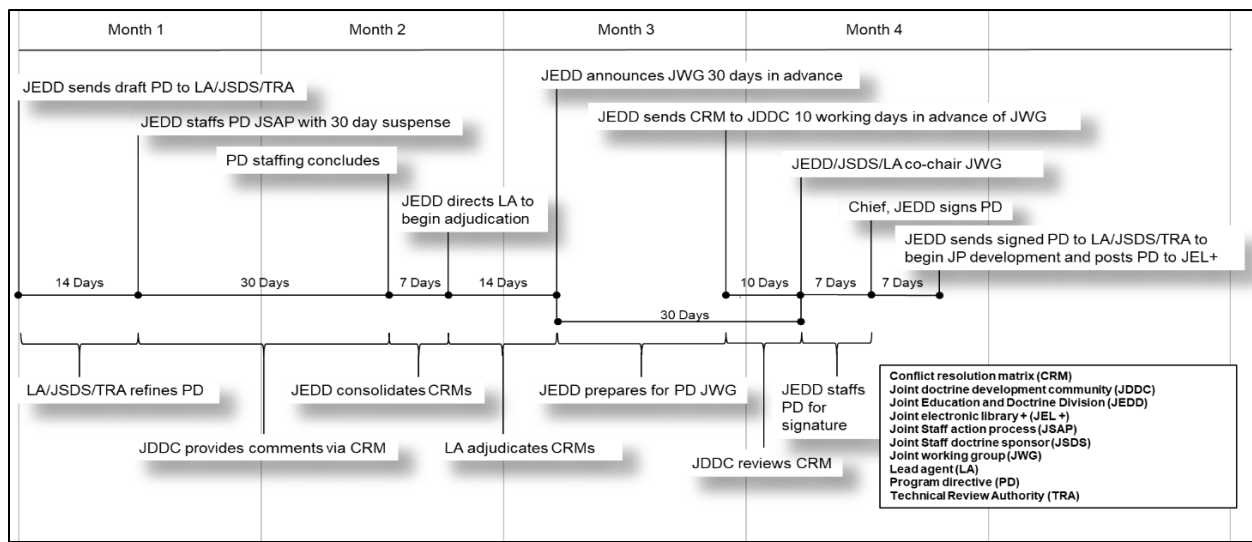 Month 1
Month 2
Month 3
Month 4
JEDD sends draft PD to LA/JSDS/TRA
JEDD announces JWG 30 days in advance
JEDD staffs PD JSAP with 30 day suspense
JEDD sends CRM to JDDC 10 working days in advance of JWG
PD staffing concludes
JEDD/JSDS/LA co-chair JWG
JEDD directs LA to
begin adjudication
Chief, JEDD signs PD
JEDD sends signed PD to LA/JSDS/TRA to
begin JP development and posts PD to JEL+
14 Days
30 Days
7 Days
14 Days
10 Days
7 Days
7 Days
30 Days
LA/JSDS/TRA refines PD
JEDD consolidates CRMs
JEDD prepares for PD JWG
JEDD staffs
PD for
signature
JDDC provides comments via CRM
LA adjudicates CRMs
JDDC reviews CRM
Conflict resolution matrix (CRM)
Joint doctrine development community (JDDC)
Joint Education and Doctrine Division (JEDD)
Joint electronic library + (JEL +)
Joint Staff action process (JSAP)
Joint Staff doctrine sponsor (JSDS)
Joint working group (JWG)
Lead agent (LA)
Program directive (PD)
Technical Review Authority (TRA)